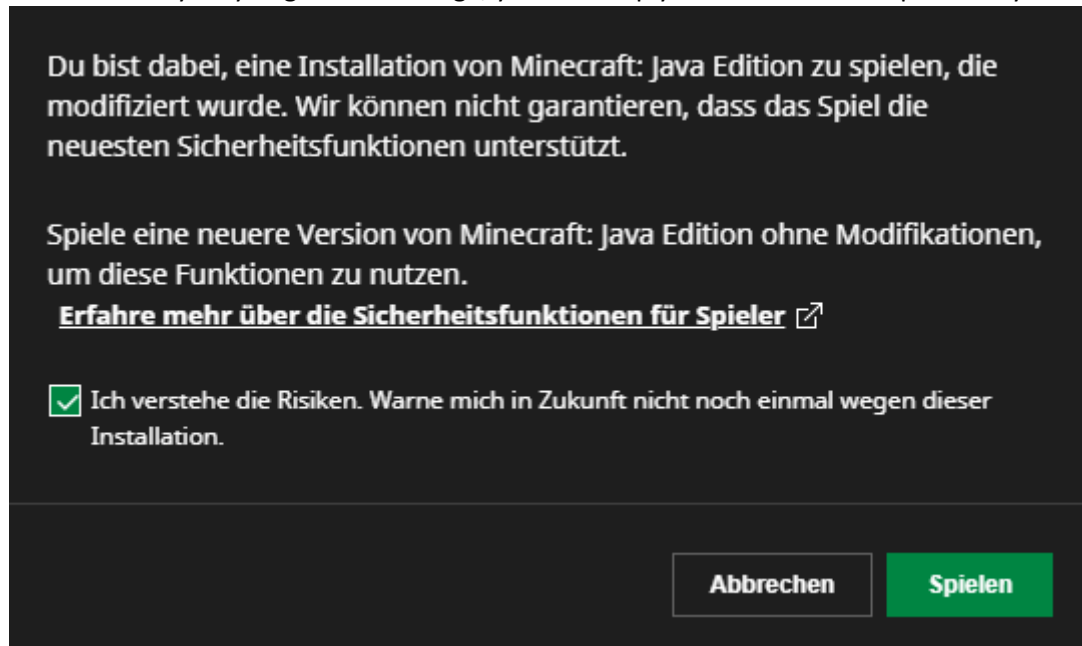 Du bist dabei, eine Installation von Minecraft: Java Edition zu spielen, die
modifiziert wurde. Wir können nicht garantieren, dass das Spiel die
neuesten Sicherheitsfunktionen unterstützt.
Spiele eine neuere Version von Minecraft: Java Edition ohne Modifikationen,
um diese Funktionen zu nutzen.
Erfahre mehr über die Sicherheitsfunktionen für Spieler
Ich verstehe die Risiken. Warne mich in Zukunft nicht noch einmal wegen dieser
Installation.
Abbrechen Spielen